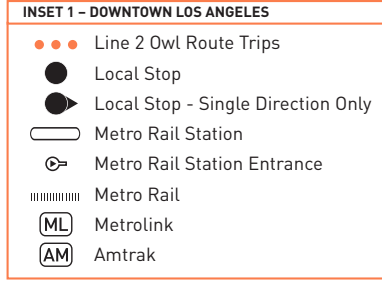 INSET 1 – DOWNTOWN LOS ANGELES
Line 2 Owl Route Trips
Local Stop
Local Stop - Single Direction Only
Metro Rail Station
Metro Rail Station Entrance
Metro Rail
ML Metrolink
AM Amtrak